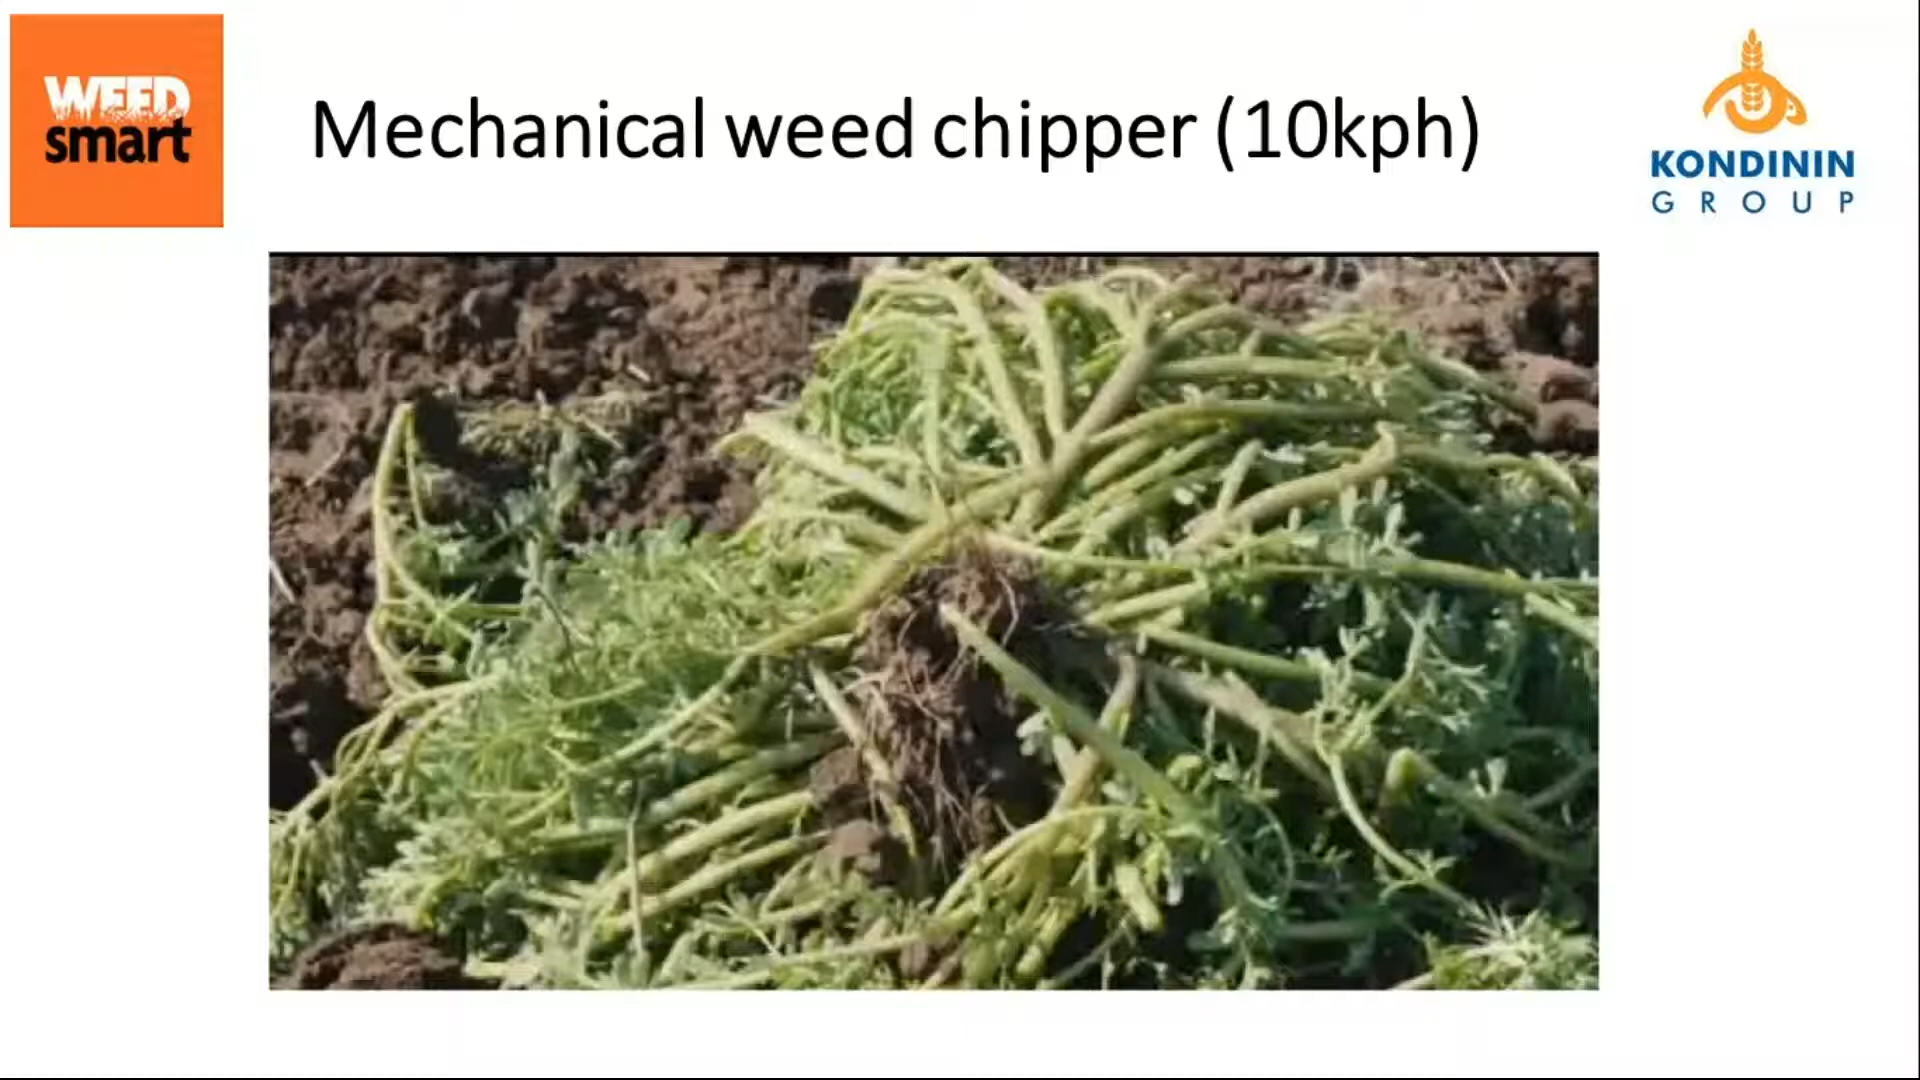 WEED
smart
Mechanical weed chipper (10kph)
KONDININ
GROUP